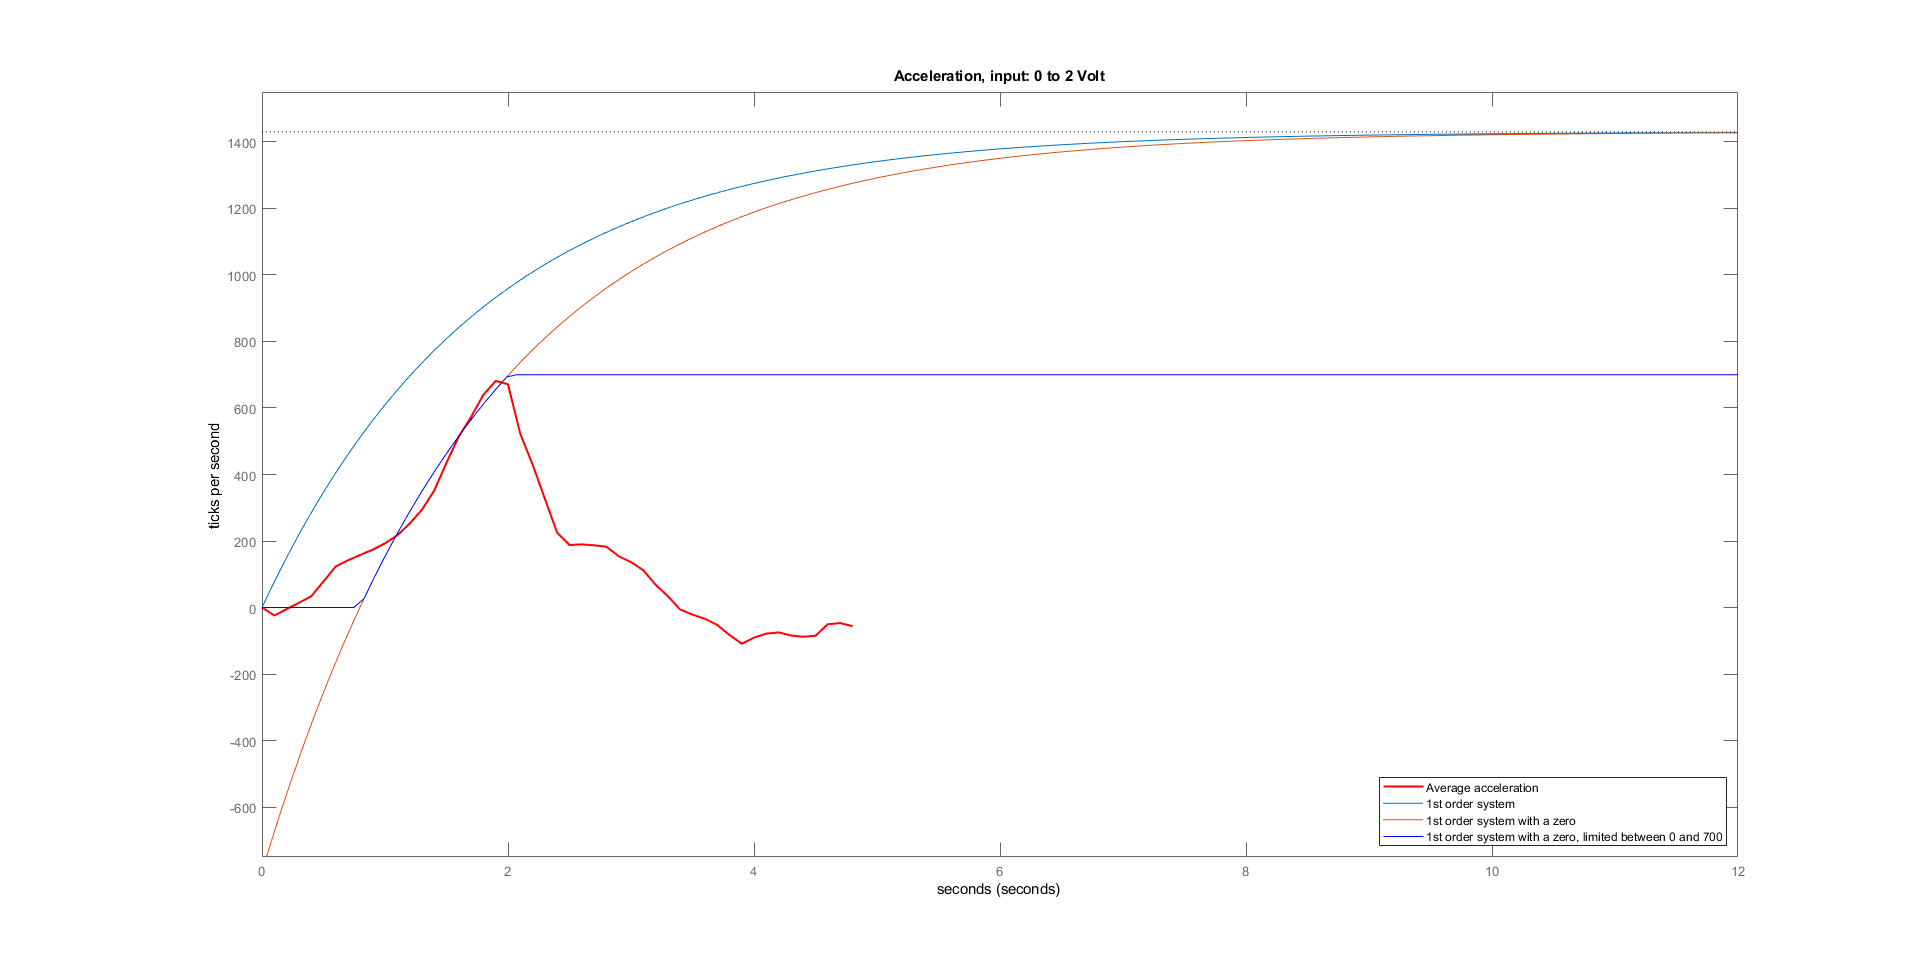 Acceleration, input: 0 to 2 Volt
1400
1200
1000
800
600
400
200
0
-200
-400
-600
ticks per second
0 2 4 6 8 10 12
seconds (seconds)
Average acceleration
1st order system
1st order system with a zero
1st order system with a zero, limited between 0 and 700